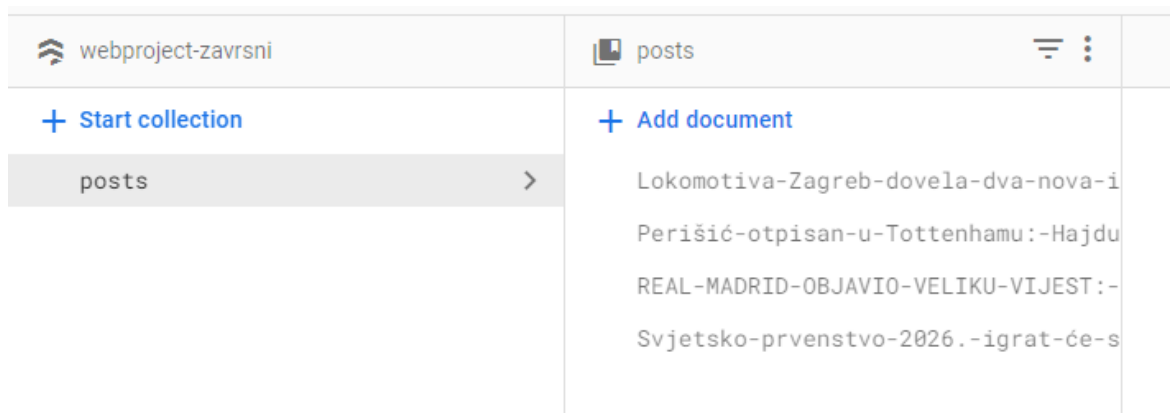 webproject-zavrsni
posts
Start collection
Add document
posts
Lokomotiva-Zagreb-dovela-dva-nova-i
Perišić-otpisan-u-Tottenhamu:-Hajdu
REAL-MADRID-OBJAVIO-VELIKU-VIJEST:-
Svjetsko-prvenstvo-2026.-igrat-će-s